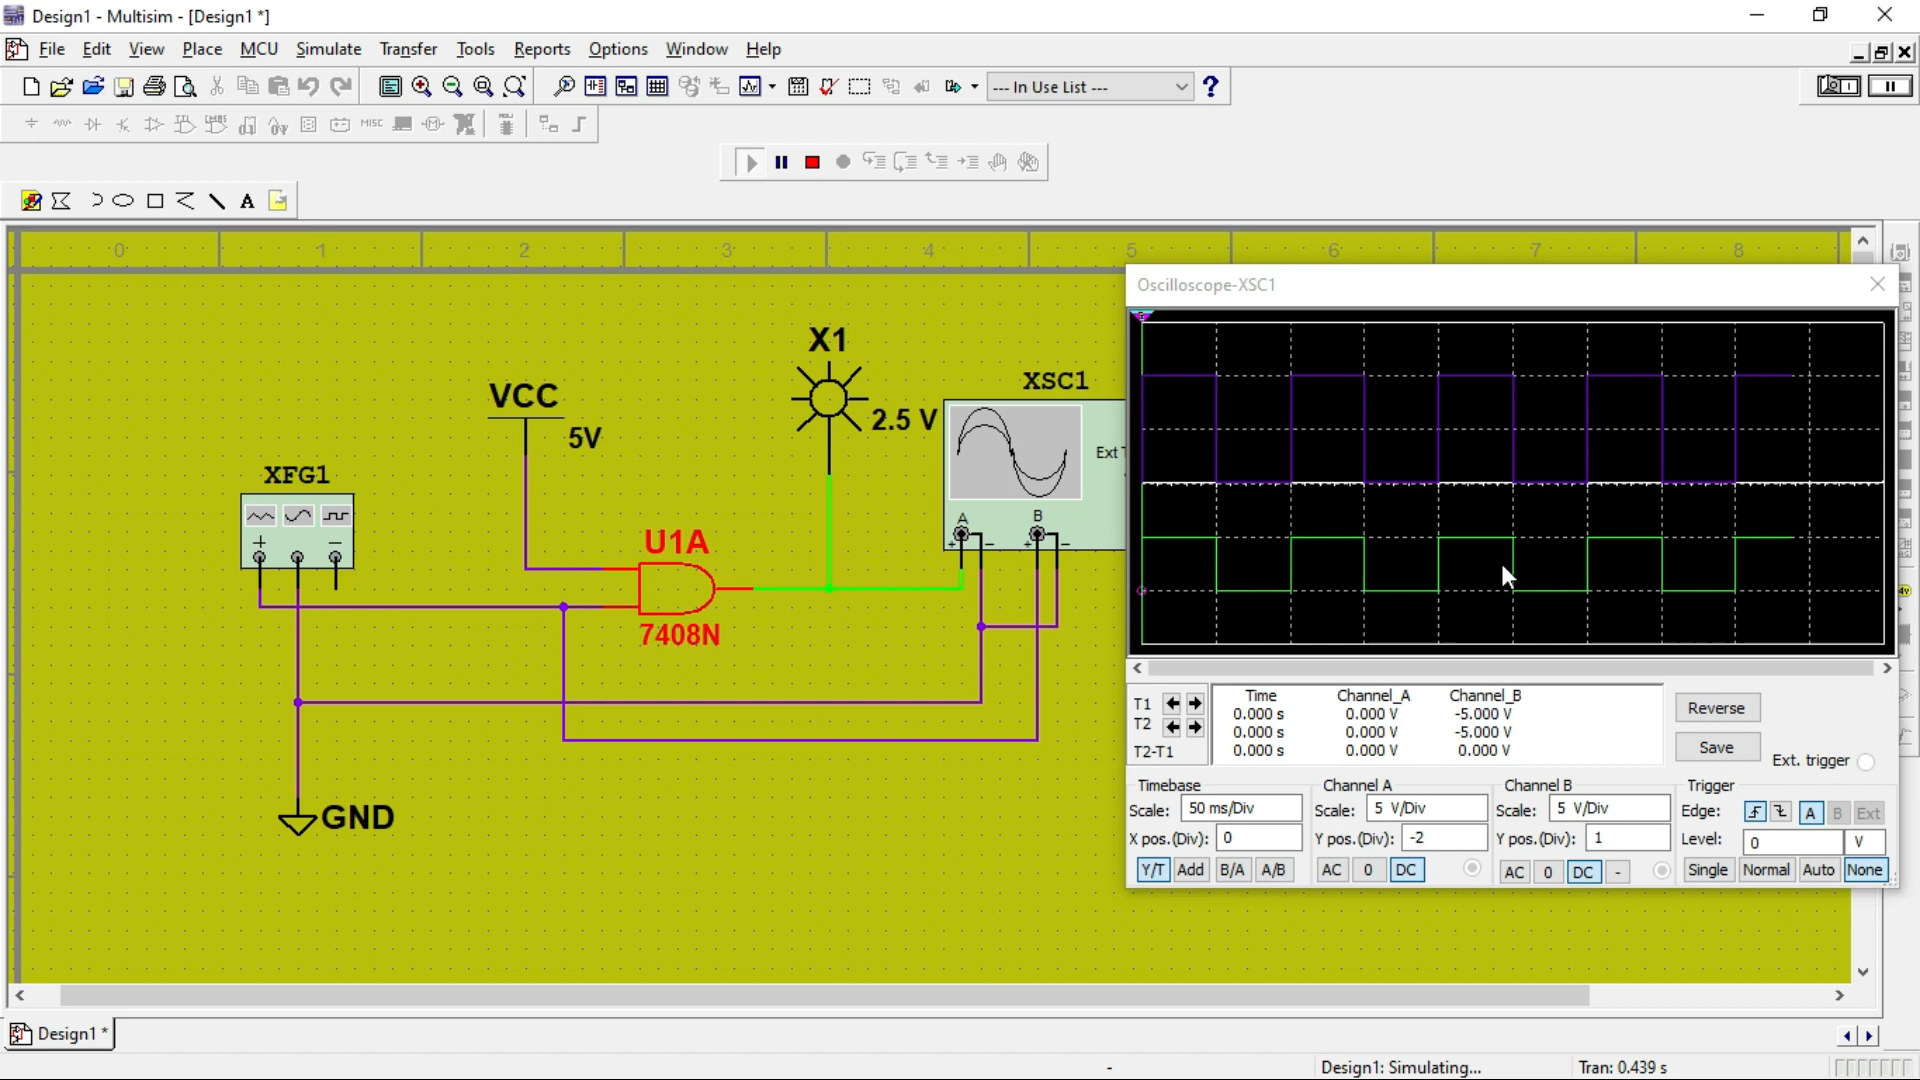 Design1 - Multisim - [Design1 *]
File Edit View Place MCU Simulate Transfer Tools Reports Options Window Help
--- In Use List --- ?
MISC
A
0 1 2 3 4 5 6 7 8
Oscilloscope-XSC1
X1
XSC1
VCC
2.5 V
5V
Ext T
XFG1
A B
U1A
7408N
GND
Time Channel_A Channel_B
T1 0.000 s 0.000 V -5.000 V
T2 0.000 s 0.000 V -5.000 V
T2-T1 0.000 s 0.000 V 0.000 V
Reverse
Save
Ext. trigger
Timebase Channel A Channel B Trigger
Scale: 50 ms/Div Scale: 5 V/Div Scale: 5 V/Div Edge: A B Ext
X pos.(Div): 0 Y pos.(Div): -2 Y pos.(Div): 1 Level: 0 V
Y/T Add B/A A/B AC 0 DC AC 0 DC - Single Normal Auto None
Design1 *
- Design1: Simulating... Tran: 0.439 s